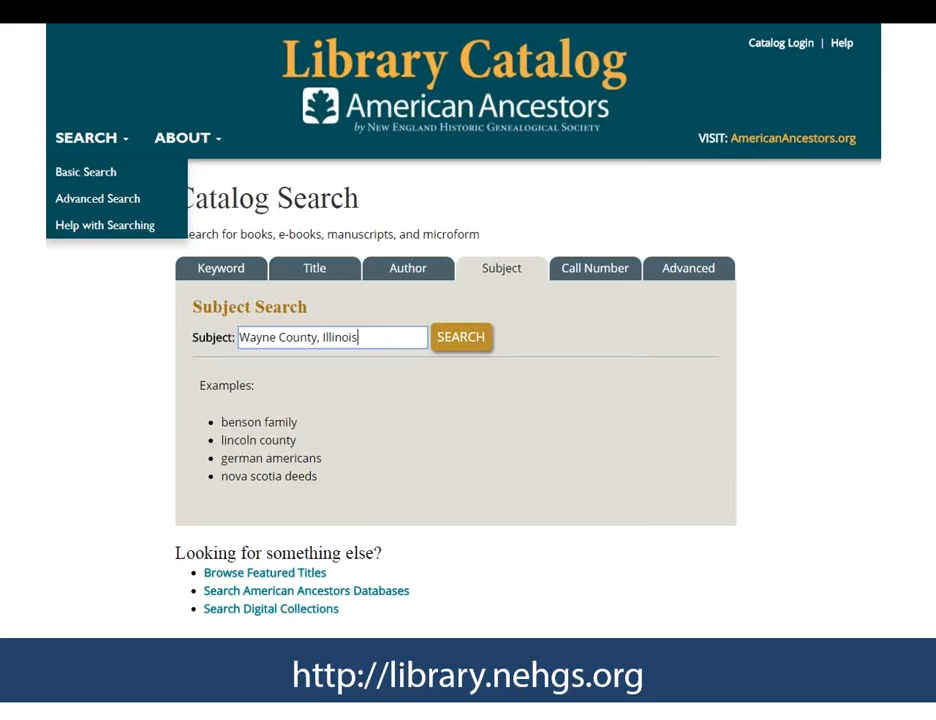 Catalog Login | Help
Library Catalog
American Ancestors
by NEW ENGLAND HISTORIC GENEALOGICAL SOCIETY
SEARCH ABOUT
VISIT: AmericanAncestors.org
Basic Search
Advanced Search
Help with Searching
Catalog Search
earch for books, e-books, manuscripts, and microform
Keyword Title Author Subject Call Number Advanced
Subject Search
Subject: Wayne County, Illinois SEARCH
Examples:
benson family
lincoln county
german americans
nova scotia deeds
Looking for something else?
Browse Featured Titles
Search American Ancestors Databases
Search Digital Collections
http://library.nehgs.org